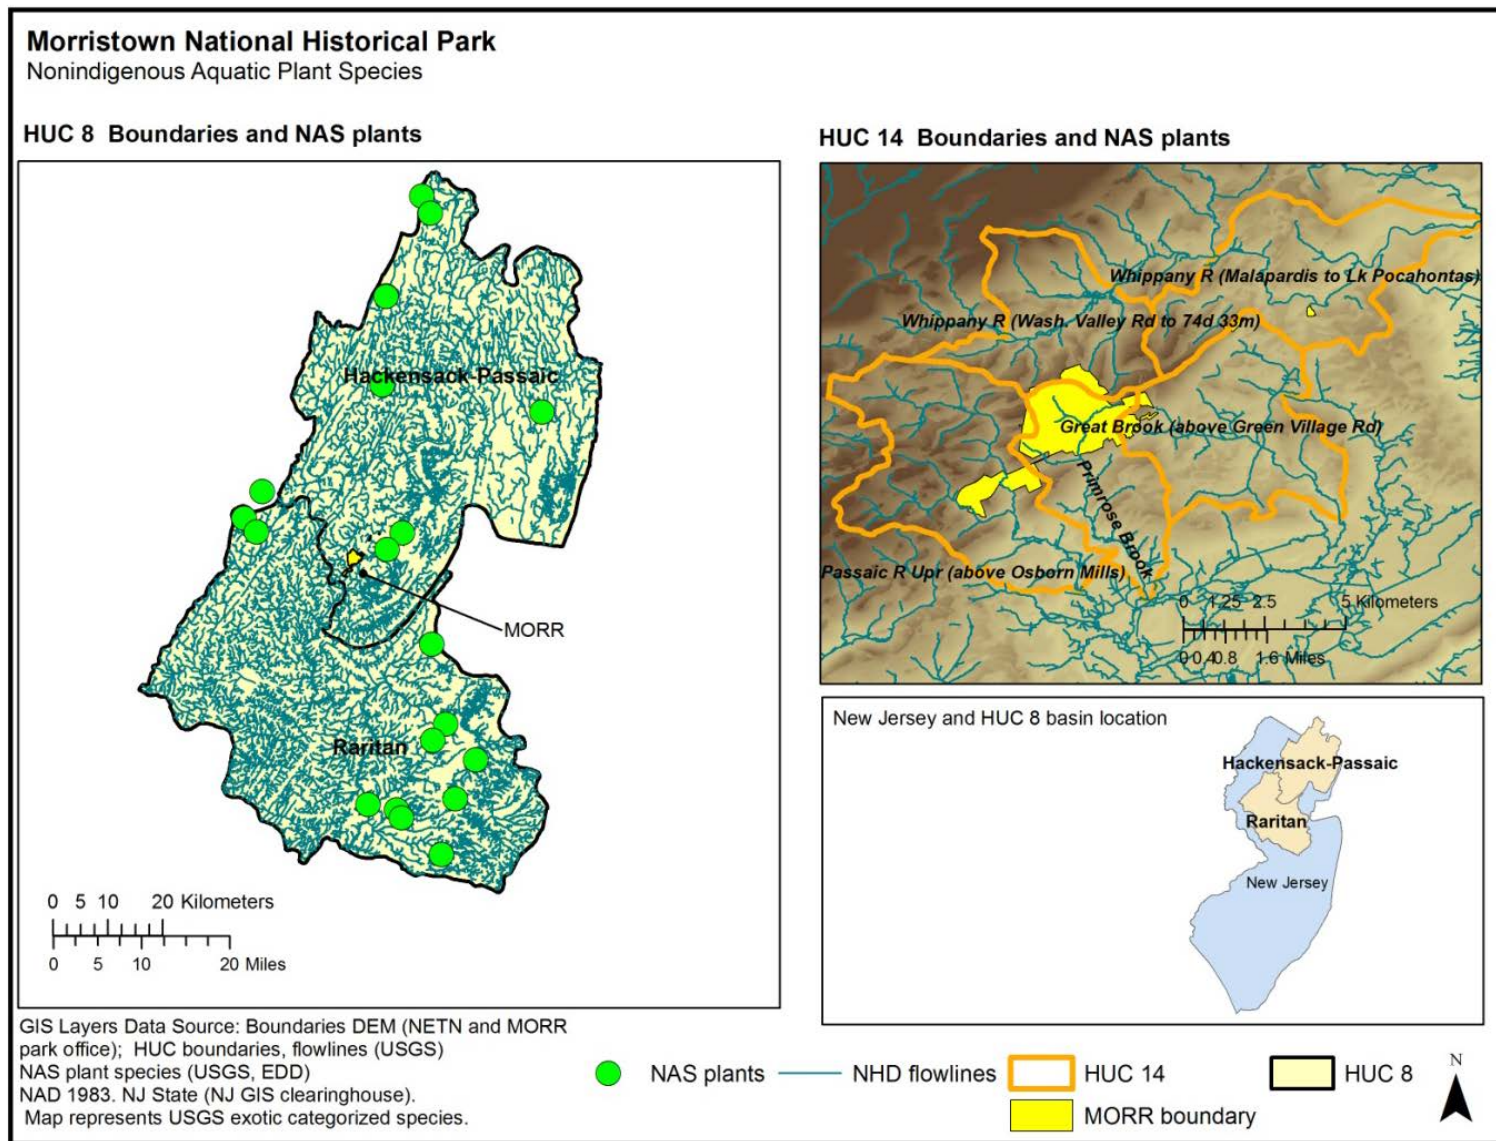 Morristown National Historical Park
Nonindigenous Aquatic Plant Species
HUC 8 Boundaries and NAS plants
Hackensack-Passaic
MORR
Raritan
0 5 10 20 Kilometers
0 5 10 20 Miles
HUC 14 Boundaries and NAS plants
Whippany R (Malapardis to Lk Pocahontas)
Whippany R (Wash. Valley Rd to 74d 33m)
Great Brook (above Green Village Rd)
Primrose Brook
Passaic R Upr (above Osborn Mills)
0 1.25 2.5 5 Kilometers
0 0.4 0.8 1.6 Miles
New Jersey and HUC 8 basin location
Hackensack-Passaic
Raritan
New Jersey
GIS Layers Data Source: Boundaries DEM (NETN and MORR
park office); HUC boundaries, flowlines (USGS)
NAS plant species (USGS, EDD)
NAD 1983. NJ State (NJ GIS clearinghouse).
Map represents USGS exotic categorized species.
NAS plants
NHD flowlines
HUC 14
HUC 8
MORR boundary
N